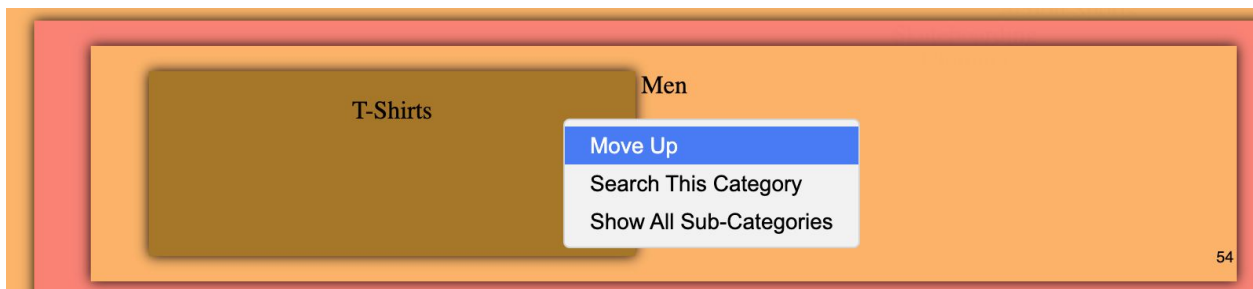 Men
T-Shirts
Move Up
Search This Category
Show All Sub-Categories
54